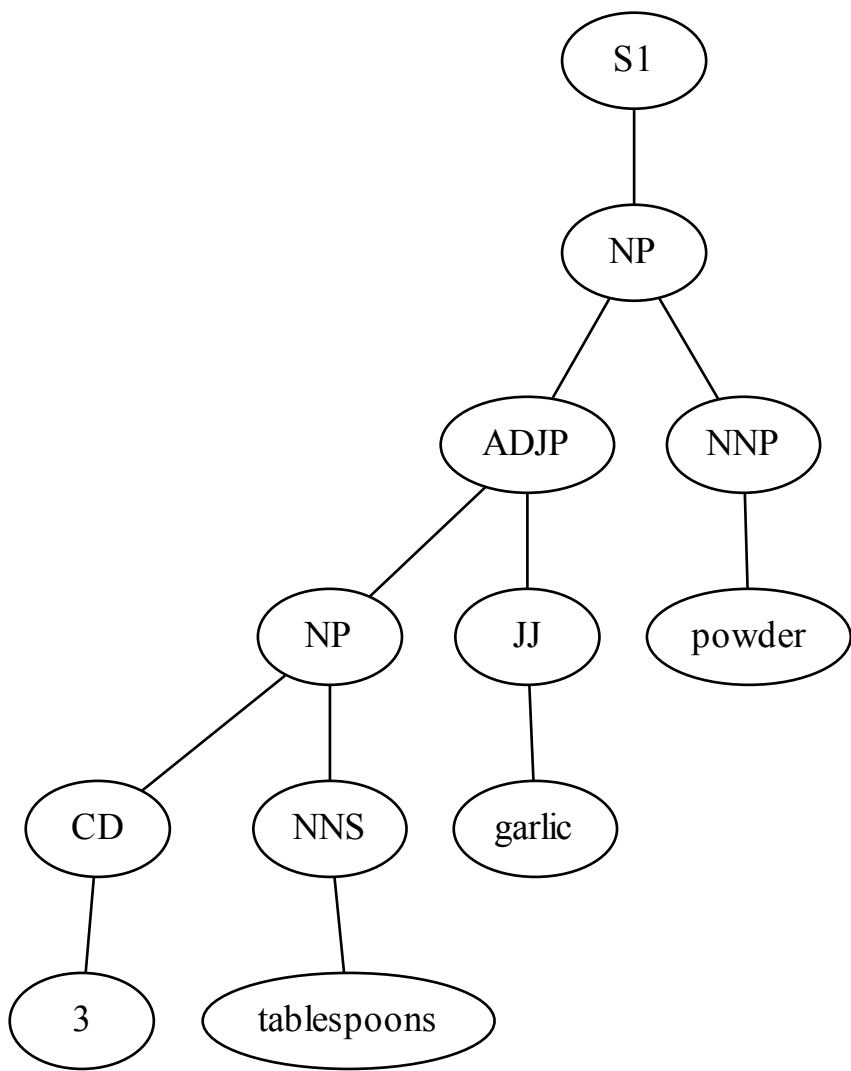 S1
NP
ADJP NNP
NP JJ powder
CD NNS garlic
3 tablespoons